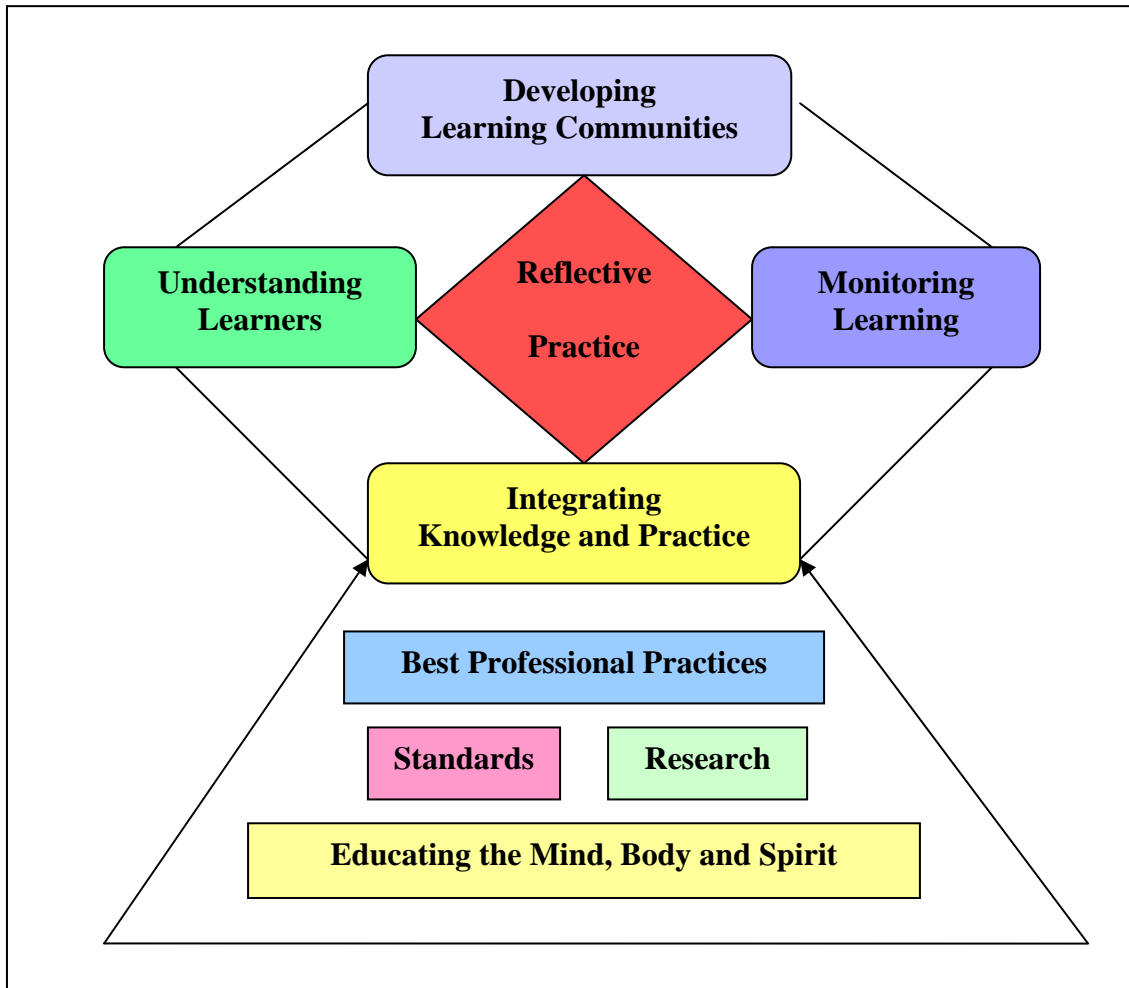 Developing
Learning Communities
Understanding
Learners
Reflective
Practice
Monitoring
Learning
Integrating
Knowledge and Practice
Best Professional Practices
Standards
Research
Educating the Mind, Body and Spirit